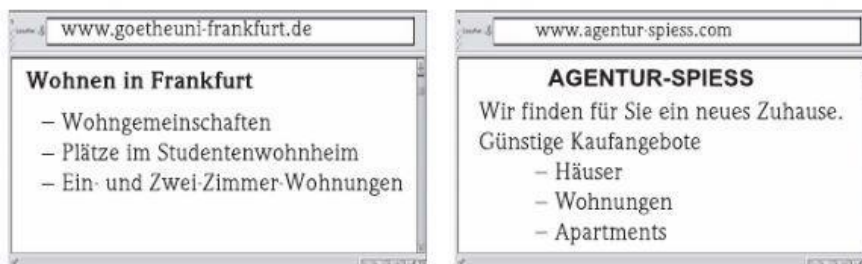 www.goetheuni-frankfurt.de
Wohnen in Frankfurt
– Wohngemeinschaften
– Plätze im Studentenwohnheim
– Ein- und Zwei-Zimmer-Wohnungen
www.agentur-spiess.com
AGENTUR-SPIESS
Wir finden für Sie ein neues Zuhause.
Günstige Kaufangebote
– Häuser
– Wohnungen
– Apartments